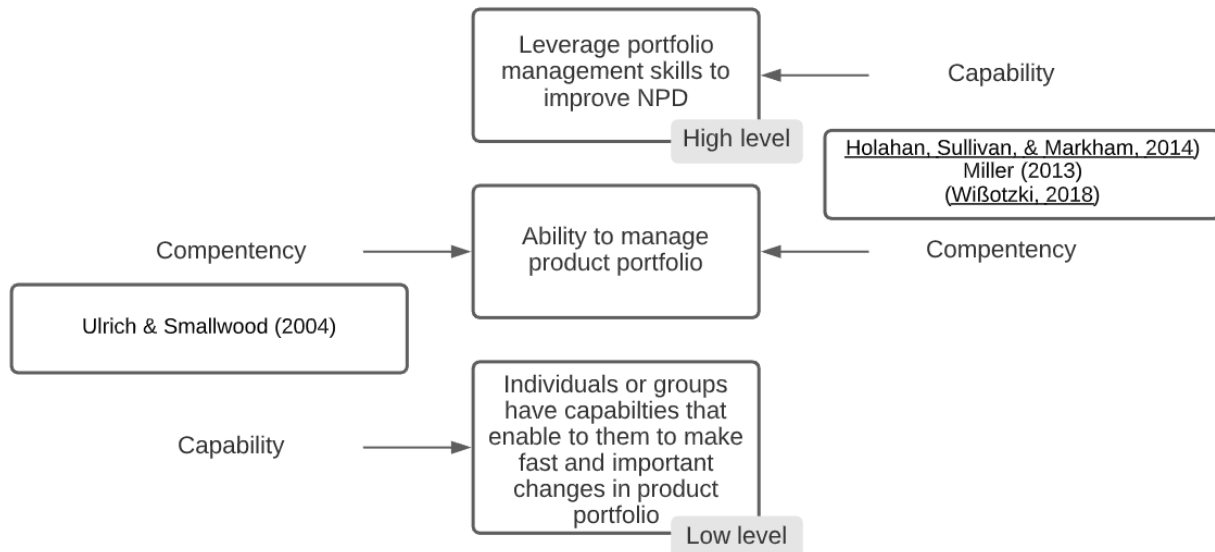 Leverage portfolio
management skills to
improve NPD
High level
Capability
Holahan, Sullivan, & Markham, 2014)
Miller (2013)
(Wißotzki, 2018)
Compentency
Ability to manage
product portfolio
Compentency
Ulrich & Smallwood (2004)
Capability
Individuals or groups
have capabilties that
enable to them to make
fast and important
changes in product
portfolio
Low level